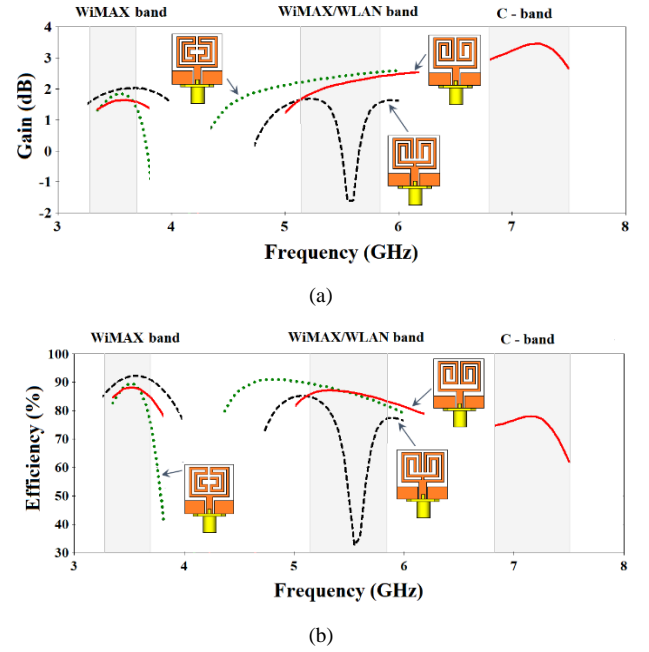 WiMAX band WiMAX/WLAN band C - band
4
3
2
1
0
-1
-2
Gain (dB)
3 4 5 6 7 8
Frequency (GHz)
(a)
WiMAX band WiMAX/WLAN band C - band
100
90
80
70
60
50
40
30
Efficiency (%)
3 4 5 6 7 8
Frequency (GHz)
(b)